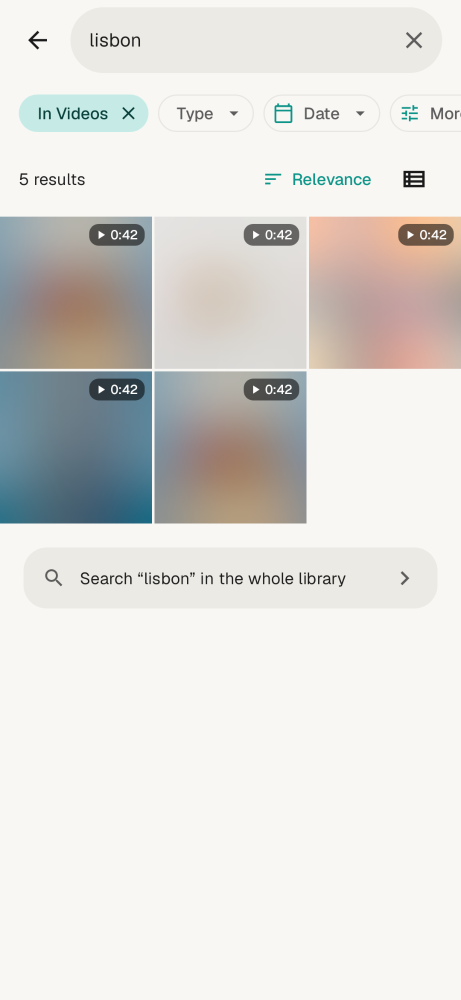 lisbon
In Videos
Type
Date
More
5 results
Relevance
0:42
0:42
0:42
0:42
0:42
Search “lisbon” in the whole library